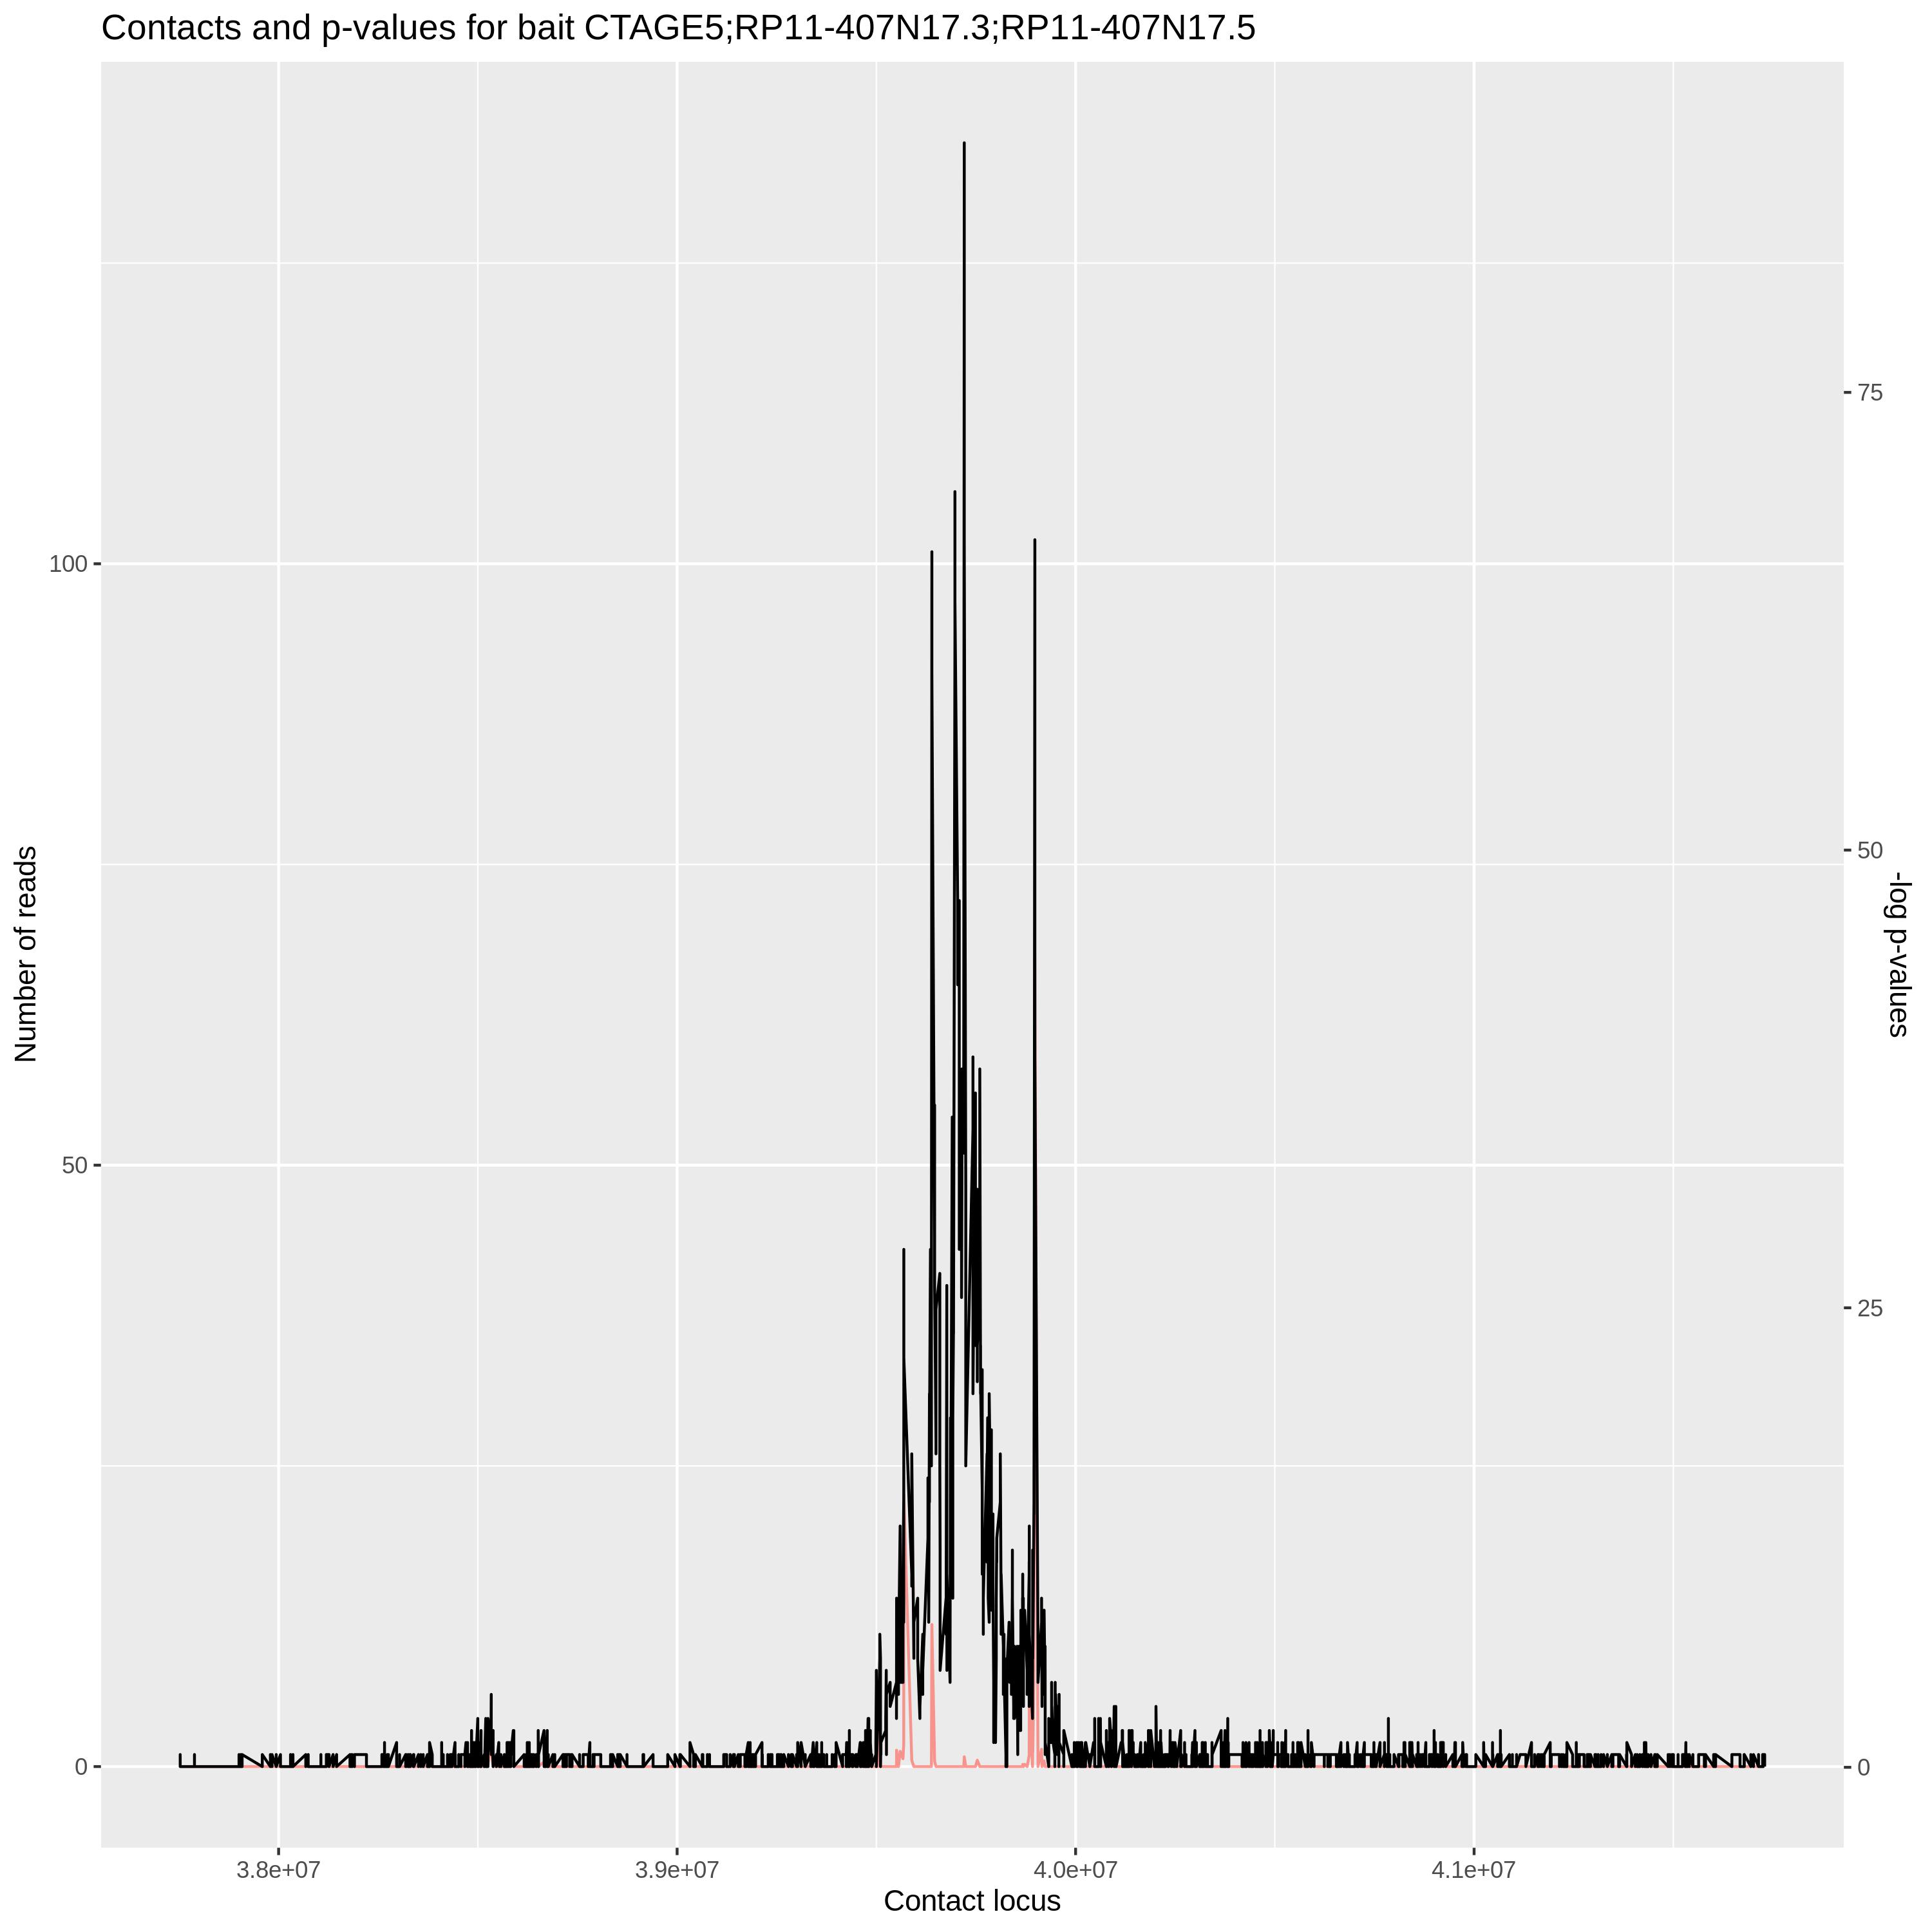 Contacts and p-values for bait CTAGE5;RP11-407N17.3;RP11-407N17.5
Number of reads
100
50
0
75
50
25
0
-log p-values
3.8e+07
3.9e+07
4.0e+07
4.1e+07
Contact locus